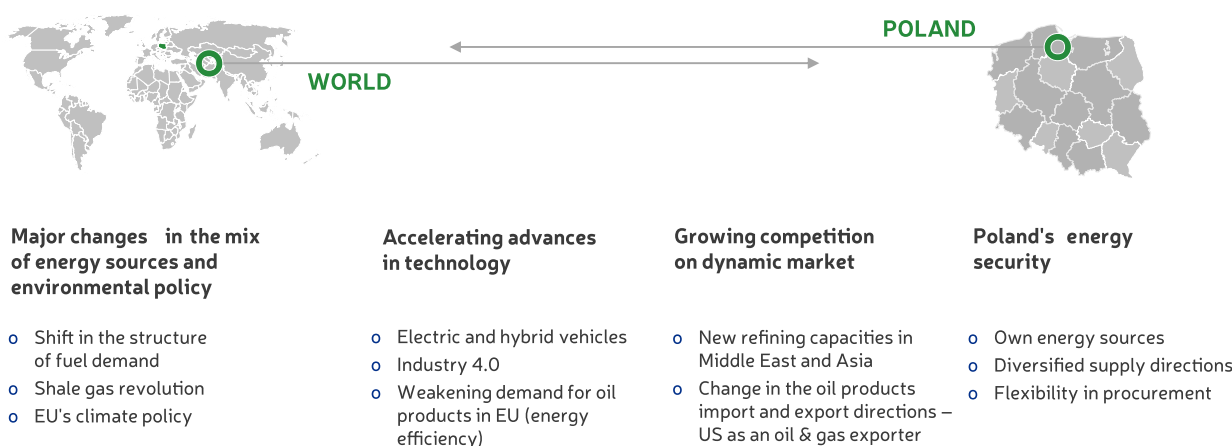 POLAND
WORLD
Major changes in the mix
of energy sources and
environmental policy
o Shift in the structure
of fuel demand
o Shale gas revolution
o EU's climate policy
Accelerating advances
in technology
o Electric and hybrid vehicles
o Industry 4.0
o Weakening demand for oil
products in EU (energy
efficiency)
Growing competition
on dynamic market
o New refining capacities in
Middle East and Asia
o Change in the oil products
import and export directions –
US as an oil & gas exporter
Poland's energy
security
o Own energy sources
o Diversified supply directions
o Flexibility in procurement